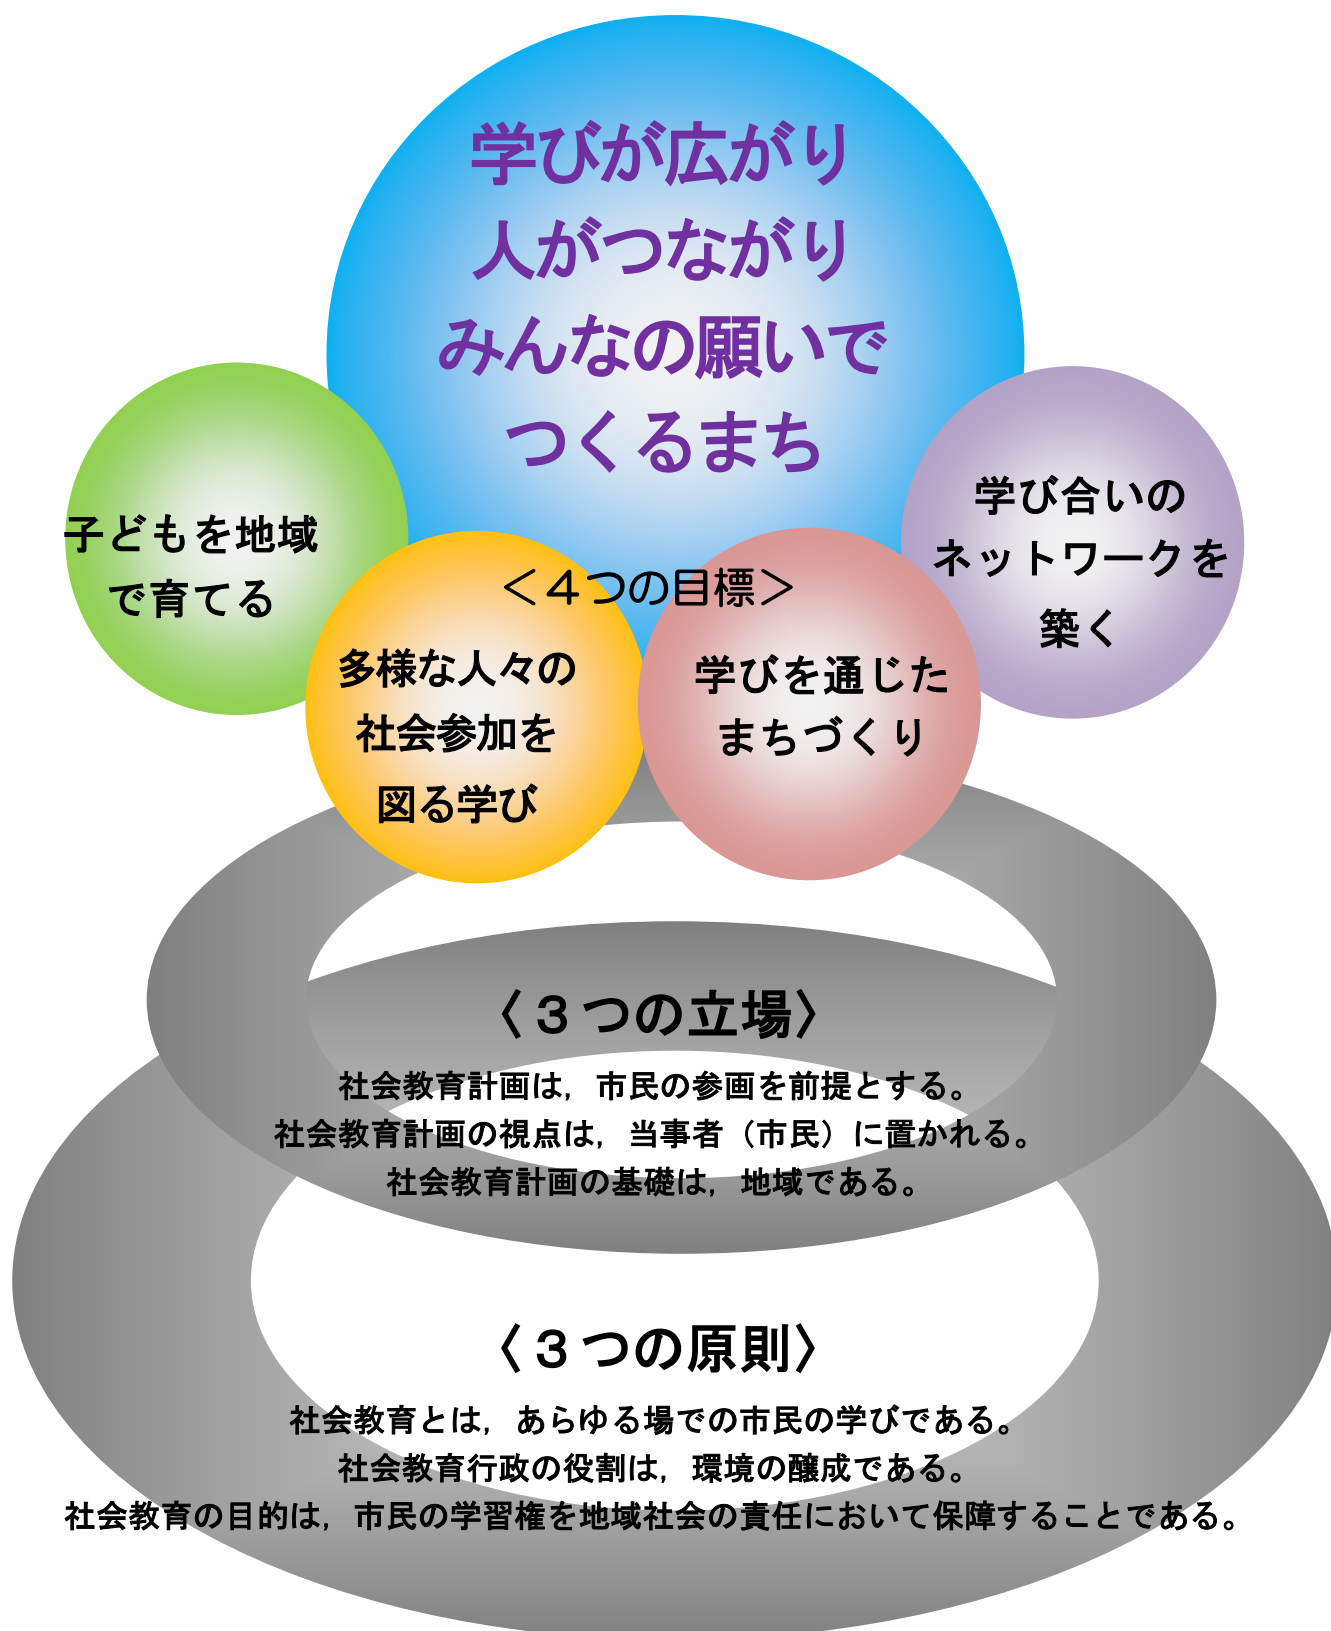 学びが広がり
人がつながり
みんなの願いで
つくるまち
＜４つの目標＞
子どもを地域
で育てる
多様な人々の
社会参加を
図る学び
学びを通じた
まちづくり
学び合いの
ネットワークを
築く
〈３つの立場〉
社会教育計画は，市民の参画を前提とする。
社会教育計画の視点は，当事者（市民）に置かれる。
社会教育計画の基礎は，地域である。
〈３つの原則〉
社会教育とは，あらゆる場での市民の学びである。
社会教育行政の役割は，環境の醸成である。
社会教育の目的は，市民の学習権を地域社会の責任において保障することである。